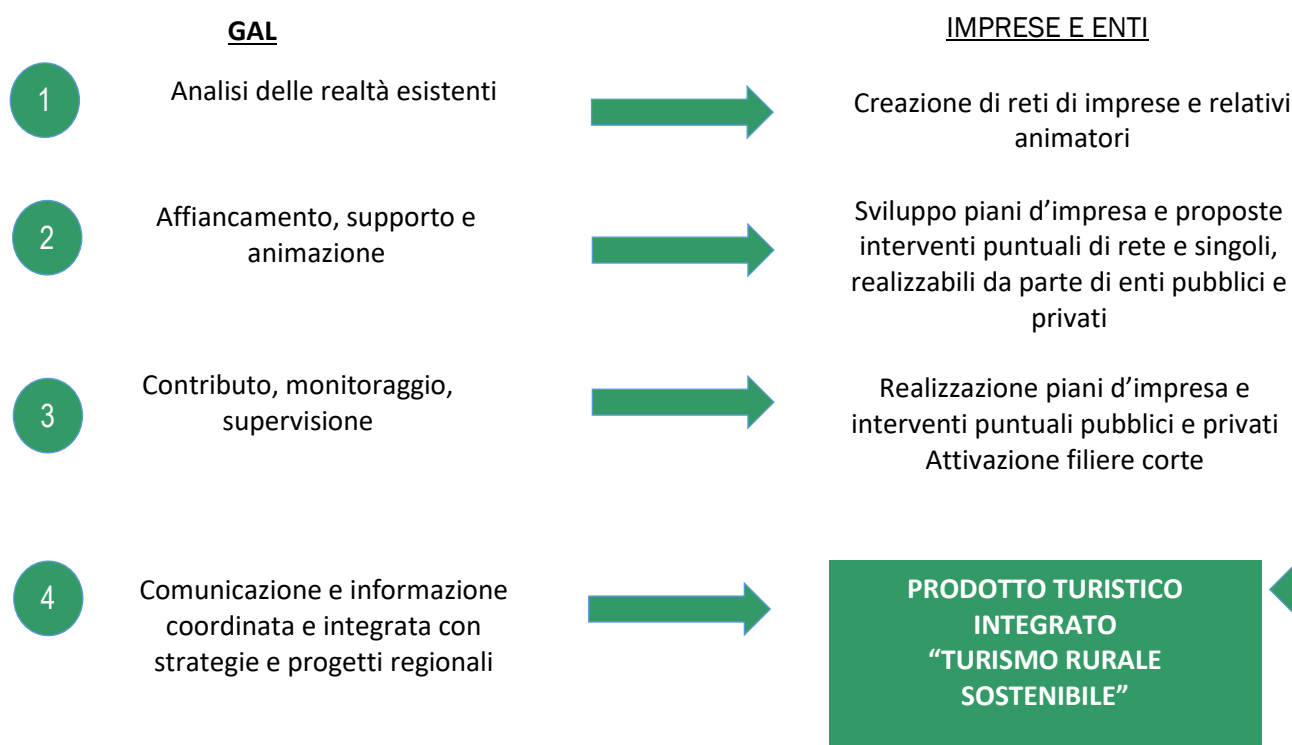 GAL
IMPRESE E ENTI
1
Analisi delle realtà esistenti
Creazione di reti di imprese e relativi
animatori
2
Affiancamento, supporto e
animazione
Sviluppo piani d’impresa e proposte
interventi puntuali di rete e singoli,
realizzabili da parte di enti pubblici e
privati
3
Contributo, monitoraggio,
supervisione
Realizzazione piani d’impresa e
interventi puntuali pubblici e privati
Attivazione filiere corte
4
Comunicazione e informazione
coordinata e integrata con
strategie e progetti regionali
PRODOTTO TURISTICO
INTEGRATO
“TURISMO RURALE
SOSTENIBILE”